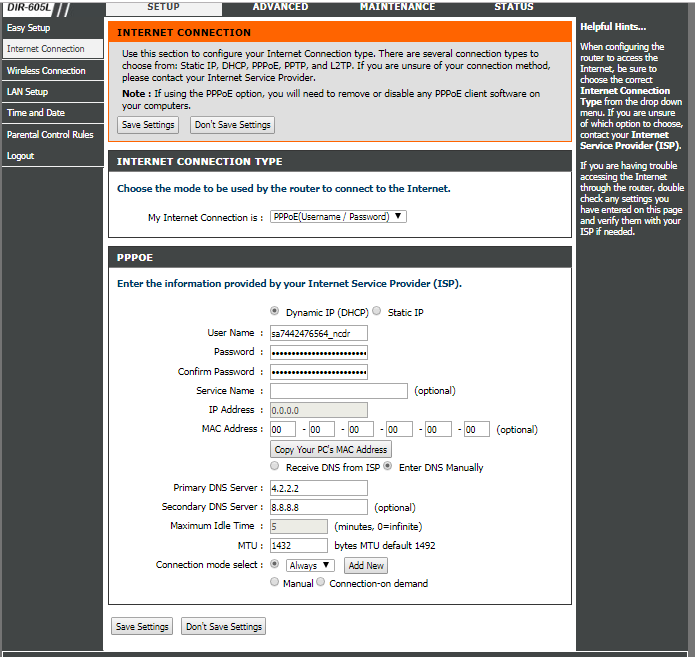 DIR-605L // SETUP ADVANCED MAINTENANCE STATUS
Easy Setup
Internet Connection
Wireless Connection
LAN Setup
Time and Date
Parental Control Rules
Logout
INTERNET CONNECTION
Use this section to configure your Internet Connection type. There are several connection types to
choose from: Static IP, DHCP, PPPoE, PPTP, and L2TP. If you are unsure of your connection method,
please contact your Internet Service Provider.
Note : If using the PPPoE option, you will need to remove or disable any PPPoE client software on
your computers.
Save Settings Don't Save Settings
INTERNET CONNECTION TYPE
Choose the mode to be used by the router to connect to the Internet.
My Internet Connection is : PPPoE(Username / Password) ▼
PPPOE
Enter the information provided by your Internet Service Provider (ISP).
Dynamic IP (DHCP) Static IP
User Name : sa7442476564_ncdr
Password : ••••••••••••••••••••••••
Confirm Password : ••••••••••••••••••••••••
Service Name : (optional)
IP Address : 0.0.0.0
MAC Address : 00 - 00 - 00 - 00 - 00 - 00 (optional)
Copy Your PC's MAC Address
Receive DNS from ISP Enter DNS Manually
Primary DNS Server : 4.2.2.2
Secondary DNS Server : 8.8.8.8 (optional)
Maximum Idle Time : 5 (minutes, 0=infinite)
MTU : 1432 bytes MTU default 1492
Connection mode select : Always ▼ Add New
Manual Connection-on demand
Save Settings Don't Save Settings
Helpful Hints...
When configuring the
router to access the
Internet, be sure to
choose the correct
Internet Connection
Type from the drop down
menu. If you are unsure
of which option to choose,
contact your Internet
Service Provider (ISP).
If you are having trouble
accessing the Internet
through the router, double
check any settings you
have entered on this page
and verify them with your
ISP if needed.